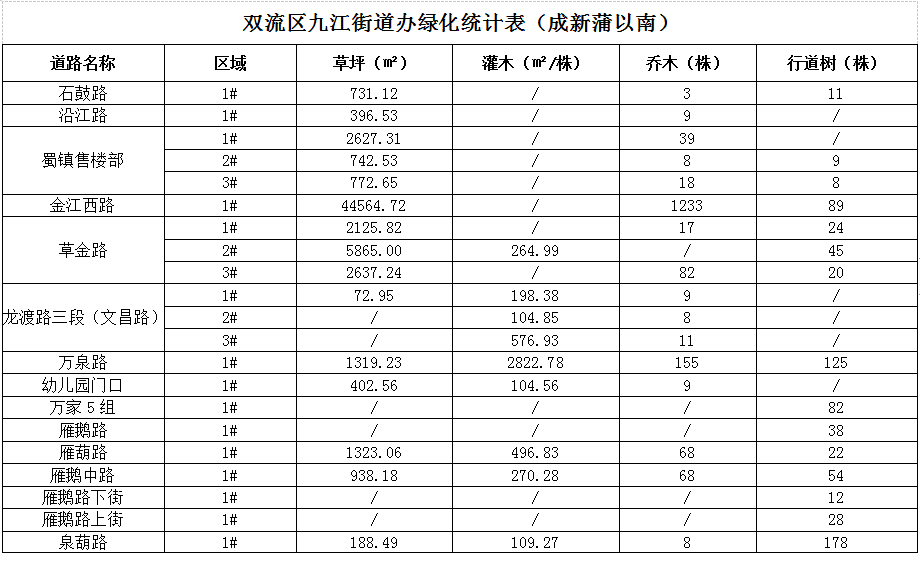 双流区九江街道办绿化统计表（成新蒲以南）
道路名称 区域 草坪（㎡） 灌木（㎡/株） 乔木（株） 行道树（株）
石鼓路 1# 731.12 / 3 11
沿江路 1# 396.53 / 9 /
蜀镇售楼部 1# 2627.31 / 39 /
2# 742.53 / 8 9
3# 772.65 / 18 8
金江西路 1# 44564.72 / 1233 89
草金路 1# 2125.82 / 17 24
2# 5865.00 264.99 / 45
3# 2637.24 / 82 20
龙渡路三段（文昌路） 1# 72.95 198.38 9 /
2# / 104.85 8 /
3# / 576.93 11 /
万泉路 1# 1319.23 2822.78 155 125
幼儿园门口 1# 402.56 104.56 9 /
万家5组 1# / / / 82
雁鹅路 1# / / / 38
雁葫路 1# 1323.06 496.83 68 22
雁鹅中路 1# 938.18 270.28 68 54
雁鹅路下街 1# / / / 12
雁鹅路上街 1# / / / 28
泉葫路 1# 188.49 109.27 8 178